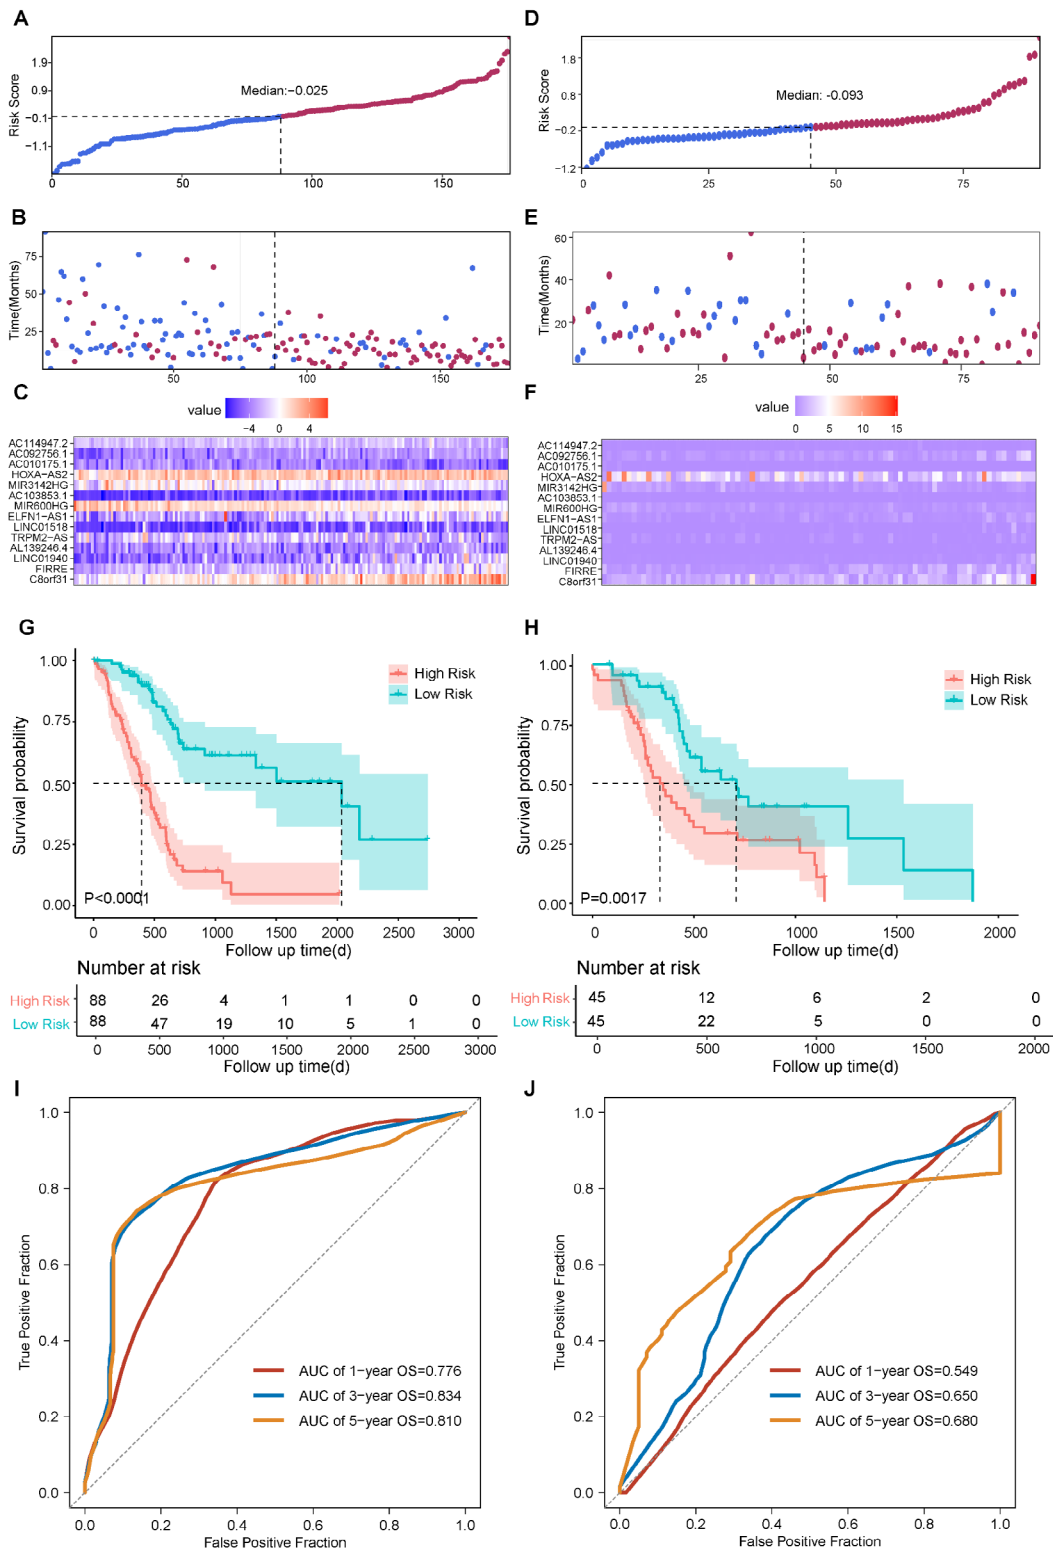 A
Risk Score
1.9
0.9
−0.1
−1.1
Median:−0.025
0 50 100 150
D
Risk Score
1.8
0.8
−0.2
−1.2
Median: -0.093
0 25 50 75
B
Time(Months)
75
50
25
50 100 150
E
Time(Months)
60
40
20
25 50 75
C
value
−4 0 4
AC114947.2
AC092756.1
AC010175.1
HOXA−AS2
MIR3142HG
AC103853.1
MIR600HG
ELFN1−AS1
LINC01518
TRPM2−AS
AL139246.4
LINC01940
FIRRE
C8orf31
F
value
0 5 10 15
AC114947.2
AC092756.1
AC010175.1
HOXA−AS2
MIR3142HG
AC103853.1
MIR600HG
ELFN1−AS1
LINC01518
TRPM2−AS
AL139246.4
LINC01940
FIRRE
C8orf31
G
Survival probability
1.00
0.75
0.50
0.25
0.00
High Risk
Low Risk
P<0.0001
0 500 1000 1500 2000 2500 3000
Follow up time(d)
Number at risk
High Risk 88 26 4 1 1 0 0
Low Risk 88 47 19 10 5 1 0
0 500 1000 1500 2000 2500 3000
Follow up time(d)
H
Survival probability
1.00
0.75
0.50
0.25
0.00
High Risk
Low Risk
P=0.0017
0 500 1000 1500 2000
Follow up time(d)
Number at risk
High Risk 45 12 6 2 0
Low Risk 45 22 5 0 0
0 500 1000 1500 2000
Follow up time(d)
I
True Positive Fraction
1.0
0.8
0.6
0.4
0.2
0.0
AUC of 1−year OS=0.776
AUC of 3−year OS=0.834
AUC of 5−year OS=0.810
0.0 0.2 0.4 0.6 0.8 1.0
False Positive Fraction
J
True Positive Fraction
1.0
0.8
0.6
0.4
0.2
0.0
AUC of 1−year OS=0.549
AUC of 3−year OS=0.650
AUC of 5−year OS=0.680
0.0 0.2 0.4 0.6 0.8 1.0
False Positive Fraction